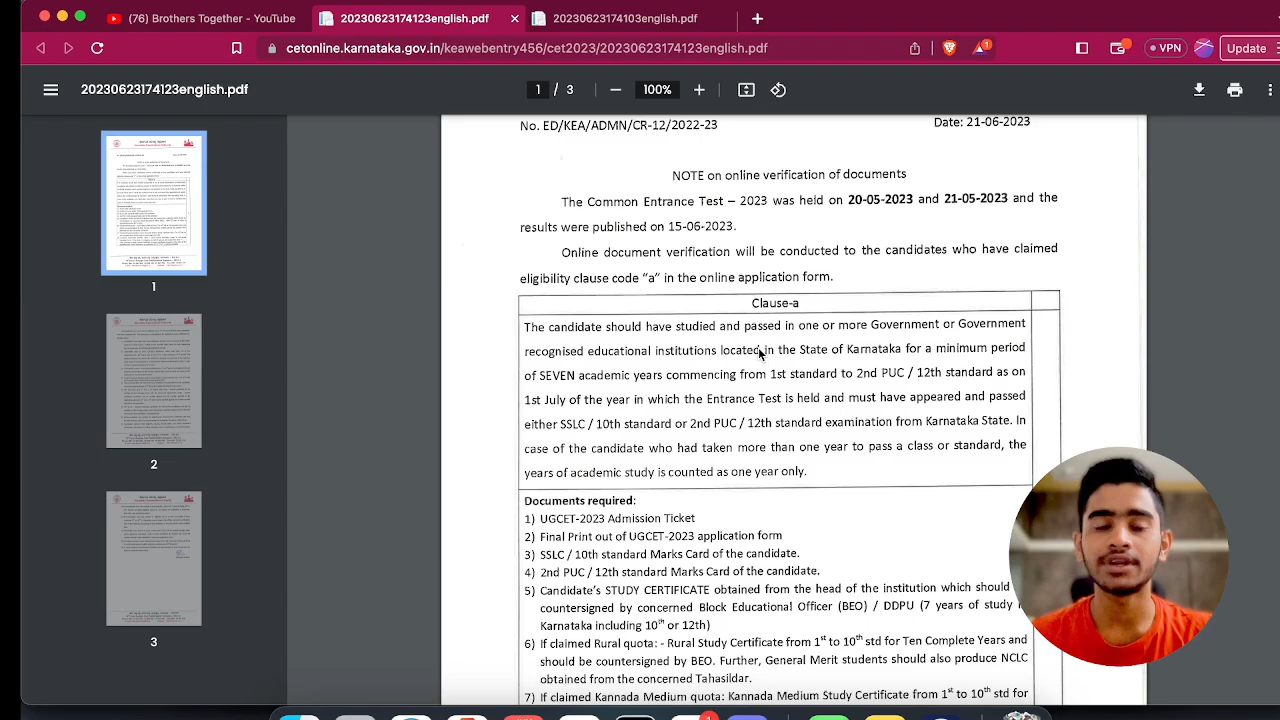 (76) Brothers Together - YouTube
20230623174123english.pdf
20230623174103english.pdf
cetonline.karnataka.gov.in/keawebentry456/cet2023/20230623174123english.pdf
1
VPN
Update
20230623174123english.pdf
1 / 3
100%
No. ED/KEA/ADMN/CR-12/2022-23
Date: 21-06-2023
NOTE on online verification documents
Common Entrance Test – 2023 was held on 20-05-2023 and 21-05-2023 and the
on 15-06-2023.
verification will be conducted to the candidates who have claimed
eligibility clause code "a" in the online application form.
Clause-a
The candidate should have studied and passed in one or more Government or Government
recognized educational institutions located in the State of Karnataka for a minimum period
of SEVEN academic years commencing from 1st standard to 2nd PUC / 12th standard as on
1st July of the year in which the Entrance Test is held and must have appeared and passed
either SSLC / 10th standard or 2nd PUC / 12th standard examination from Karnataka State. In
case of the candidate who had taken more than one year to pass a class or standard, the
years of academic study is counted as one year only.
Documents:
1) UGCET-2023 Admission Ticket
2) Final printout of UGCET-2023 application form
3) SSLC / 10th standard Marks Card of the candidate.
4) 2nd PUC / 12th standard Marks Card of the candidate.
5) Candidate's STUDY CERTIFICATE obtained from the head of the institution which should
by concerned Block Educational Officer(BEO) / DDPU (7 years of study
Karnataka including 10th or 12th)
6) If claimed Rural quota: - Rural Study Certificate from 1st to 10th std for Ten Complete Years and
should be countersigned by BEO. Further, General Merit students should also produce NCLC
obtained from the concerned Tahasildar.
7) If claimed Kannada Medium quota: Kannada Medium Study Certificate from 1st to 10th std for
1
2
3